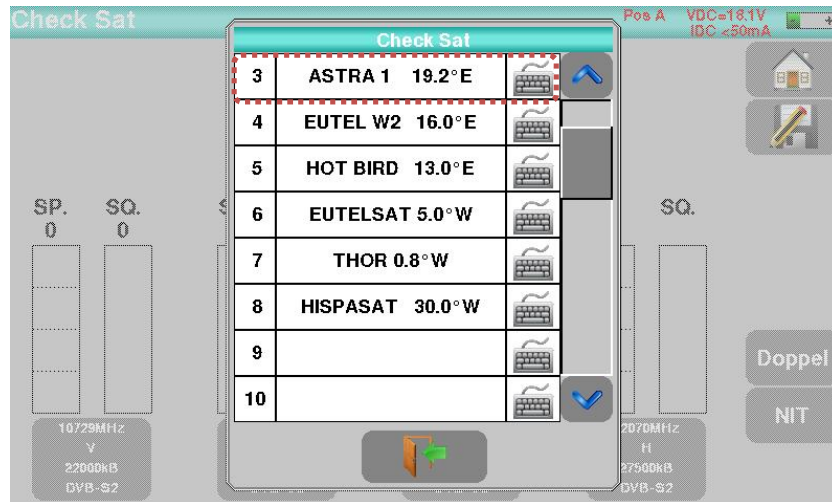 Check Sat
Pos A
VDC=18.1V
IDC <50mA
Check Sat
3 ASTRA 1 19.2°E
4 EUTEL W2 16.0°E
5 HOT BIRD 13.0°E
6 EUTELSAT 5.0°W
7 THOR 0.8°W
8 HISPASAT 30.0°W
9
10
SP. SQ. SQ.
0 0
Doppel
NIT
10729MHz
V
22000kB
DVB-S2
H
27500kB
DVB-S2